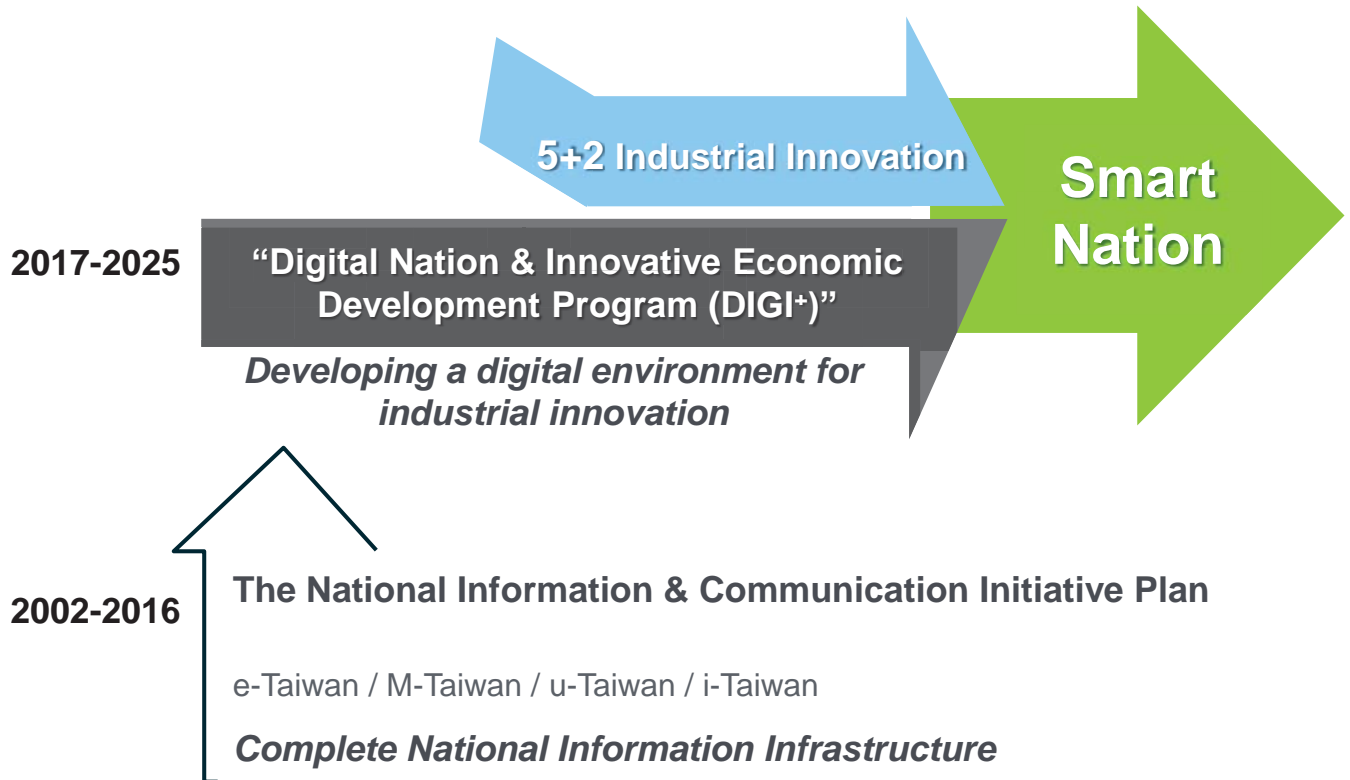 5+2 Industrial Innovation
Smart
Nation
2017-2025
“Digital Nation & Innovative Economic
Development Program (DIGI⁺)”
Developing a digital environment for
industrial innovation
2002-2016
The National Information & Communication Initiative Plan
e-Taiwan / M-Taiwan / u-Taiwan / i-Taiwan
Complete National Information Infrastructure